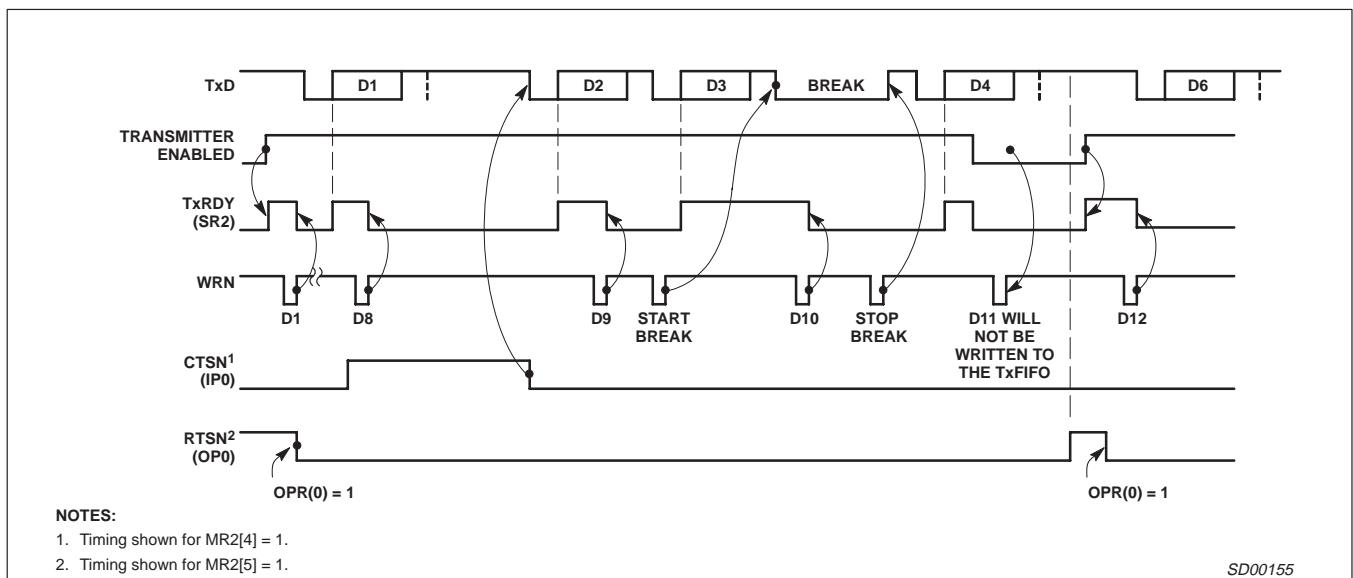 TxD D1 D2 D3 BREAK D4 D6
TRANSMITTER
ENABLED
TxRDY
(SR2)
WRN
D1 D8 D9 START
BREAK D10 STOP
BREAK D11 WILL
NOT BE
WRITTEN TO
THE TxFIFO D12
CTSN1
(IP0)
RTSN2
(OP0)
OPR(0) = 1 OPR(0) = 1
NOTES:
1. Timing shown for MR2[4] = 1.
2. Timing shown for MR2[5] = 1.
SD00155